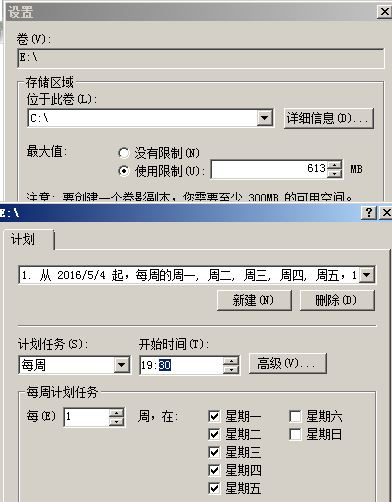 设置
卷(V):
E:\
存储区域
位于此卷(L):
C:\ 详细信息(D)...
最大值: 没有限制(N)
使用限制(U): 613 MB
注意: 要创建一个卷影副本，你需要至少 300MB 的可用空间。
E:\
计划
1. 从 2016/5/4 起，每周的周一, 周二, 周三, 周四, 周五，1
新建(N) 删除(D)
计划任务(S): 开始时间(T):
每周 19:30 高级(V)...
每周计划任务
每(E) 1 周，在: 星期一 星期六
星期二 星期日
星期三
星期四
星期五